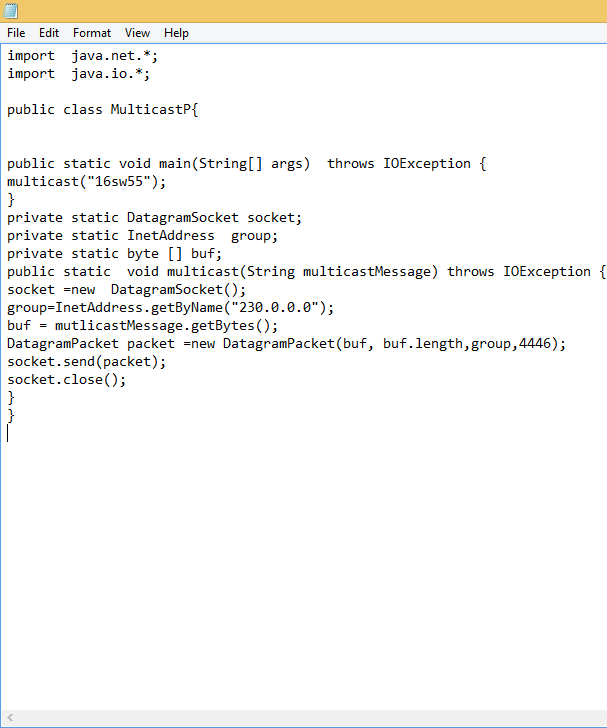 File Edit Format View Help
import  java.net.*;
import  java.io.*;
public class MulticastP{
public static void main(String[] args)  throws IOException {
multicast("16sw55");
}
private static DatagramSocket socket;
private static InetAddress  group;
private static byte [] buf;
public static  void multicast(String multicastMessage) throws IOException {
socket =new  DatagramSocket();
group=InetAddress.getByName("230.0.0.0");
buf = mutlicastMessage.getBytes();
DatagramPacket packet =new DatagramPacket(buf, buf.length,group,4446);
socket.send(packet);
socket.close();
}
}